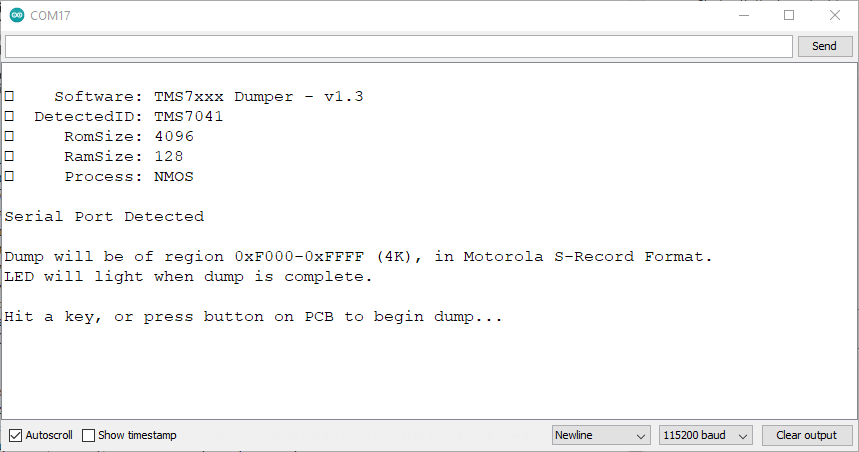 COM17
Send
Software: TMS7xxx Dumper - v1.3
DetectedID: TMS7041
RomSize: 4096
RamSize: 128
Process: NMOS
Serial Port Detected
Dump will be of region 0xF000-0xFFFF (4K), in Motorola S-Record Format.
LED will light when dump is complete.
Hit a key, or press button on PCB to begin dump...
Autoscroll Show timestamp Newline 115200 baud Clear output